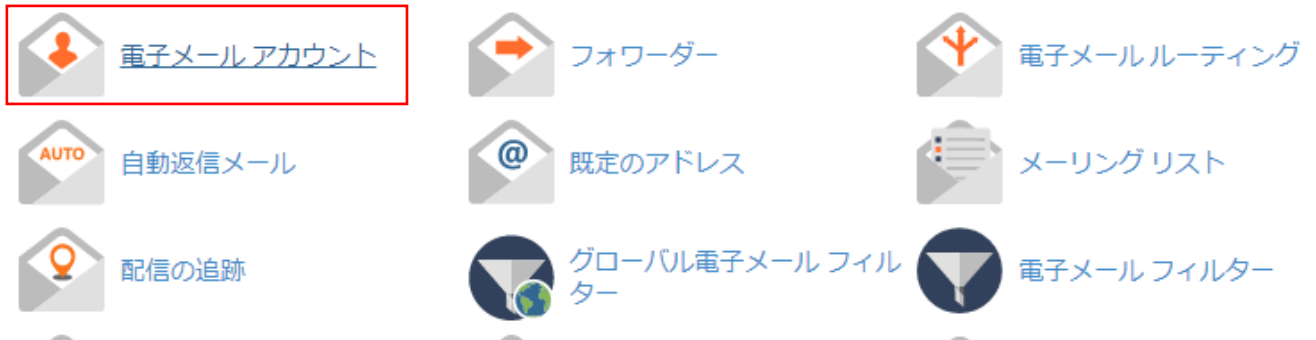 電子メール アカウント
フォワーダー
電子メール ルーティング
AUTO
自動返信メール
@
既定のアドレス
メーリング リスト
配信の追跡
グローバル電子メール フィル
ター
電子メール フィルター